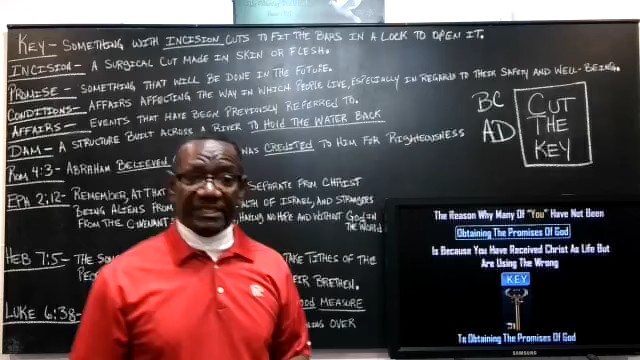 KEY - SOMETHING WITH INCISION CUTS TO FIT THE BARS IN A LOCK TO OPEN IT.
INCISION - A SURGICAL CUT MADE IN SKIN OR FLESH.
PROMISE - SOMETHING THAT WILL BE DONE IN THE FUTURE.
CONDITIONS - AFFAIRS AFFECTING THE WAY IN WHICH PEOPLE LIVE, ESPECIALLY IN REGARDS TO THEIR SAFETY AND WELL-BEING.
AFFAIRS - EVENTS THAT HAVE BEEN PREVIOUSLY REFERRED TO.
DAM - A STRUCTURE BUILT ACROSS A RIVER TO HOLD THE WATER BACK
ROM 4:3 - ABRAHAM BELIEVED WAS CREDITED TO HIM FOR RIGHTEOUSNESS
EPH 2:12 - REMEMBER, AT THAT SEPARATE FROM CHRIST
BEING ALIENS FROM OF ISRAEL, AND STRANGERS
FROM THE COVENANT HAVING NO HOPE AND WITHOUT GOD IN
THE WORLD
HEB 7:5 - THE TAKE TITHES OF THE
BRETHEN.
LUKE 6:38 - MEASURE
OVER
BC
AD
CUT
THE
KEY
The Reason Why Many Of "You" Have Not Been
Obtaining The Promises Of God
Is Because You Have Received Christ As Life But
Are Using The Wrong
KEY
To Obtaining The Promises Of God
SAMSUNG